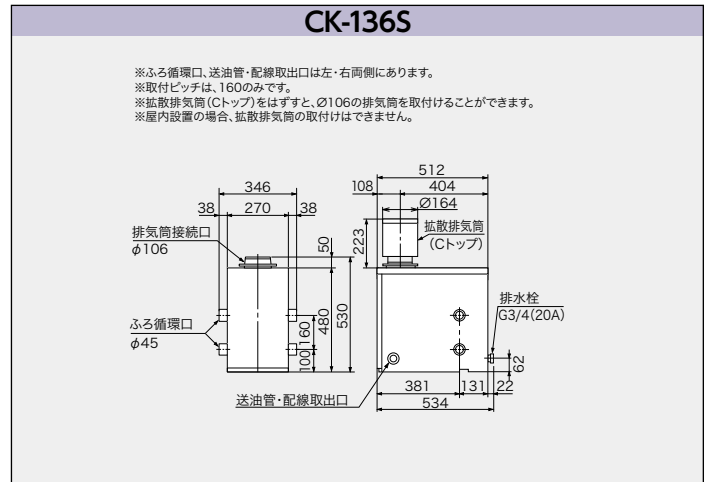 CK-136S
※ふろ循環口、送油管・配線取出口は左・右両側にあります。
※取付ピッチは、160のみです。
※拡散排気筒(Cトップ)をはずすと、Ø106の排気筒を取付けることができます。
※屋内設置の場合、拡散排気筒の取付けはできません。
346
38 270 38
排気筒接続口
φ106
50
480
530
160
100
ふろ循環口
φ45
512
108 404
Ø164
223
拡散排気筒
(Cトップ)
排水栓
G3/4(20A)
62
381 131 22
534
送油管・配線取出口